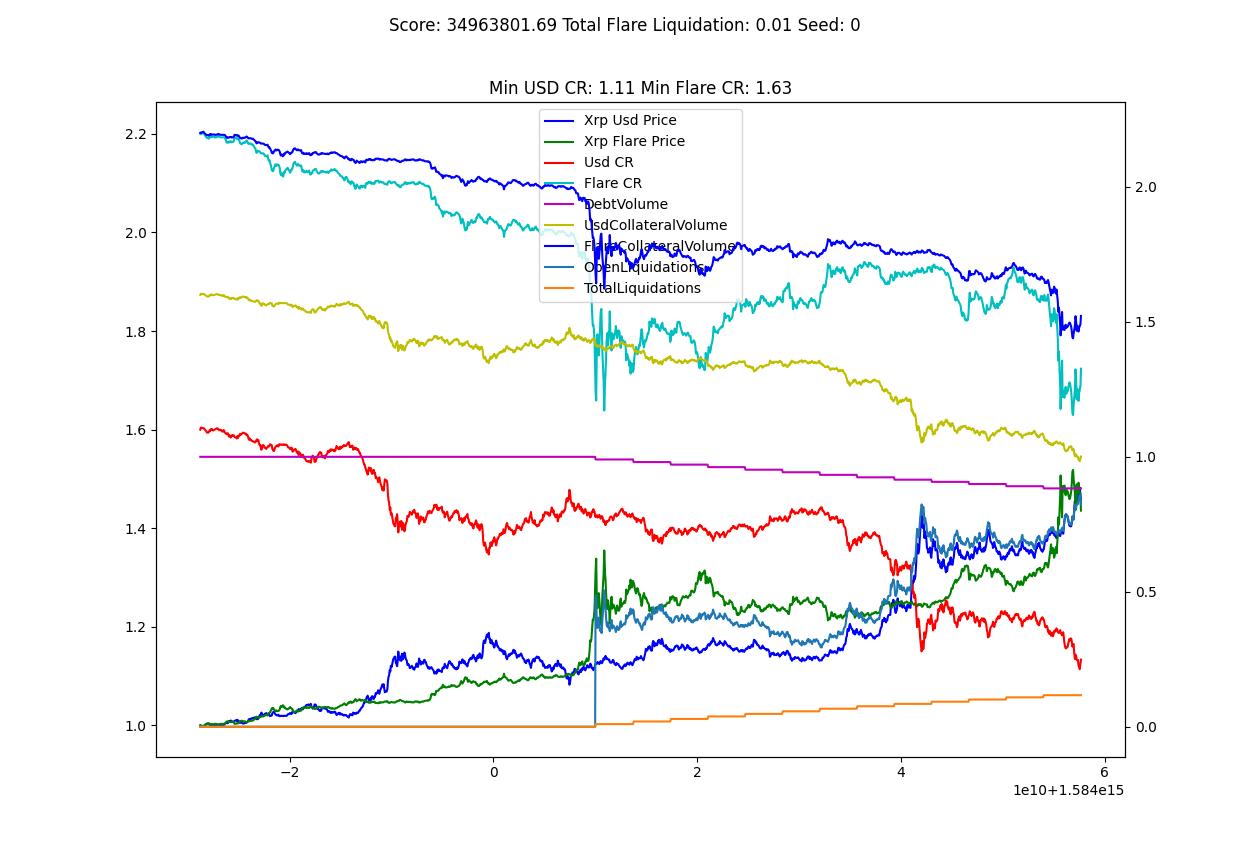 Score: 34963801.69 Total Flare Liquidation: 0.01 Seed: 0
Min USD CR: 1.11 Min Flare CR: 1.63
Xrp Usd Price
Xrp Flare Price
Usd CR
Flare CR
DebtVolume
UsdCollateralVolume
FlareCollateralVolume
OpenLiquidations
TotalLiquidations
2.2
2.0
1.8
1.6
1.4
1.2
1.0
2.0
1.5
1.0
0.5
0.0
−2
0
2
4
6
1e10+1.584e15